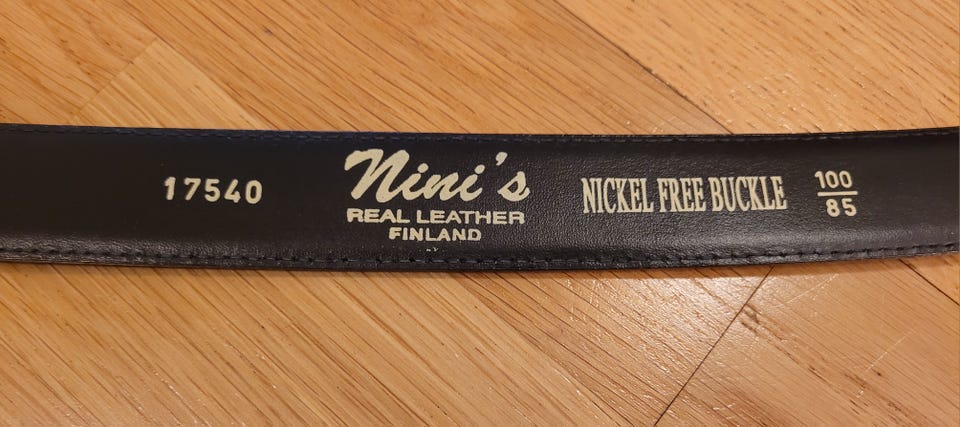 17540
Nini's
REAL LEATHER
FINLAND
NICKEL FREE BUCKLE
100
85